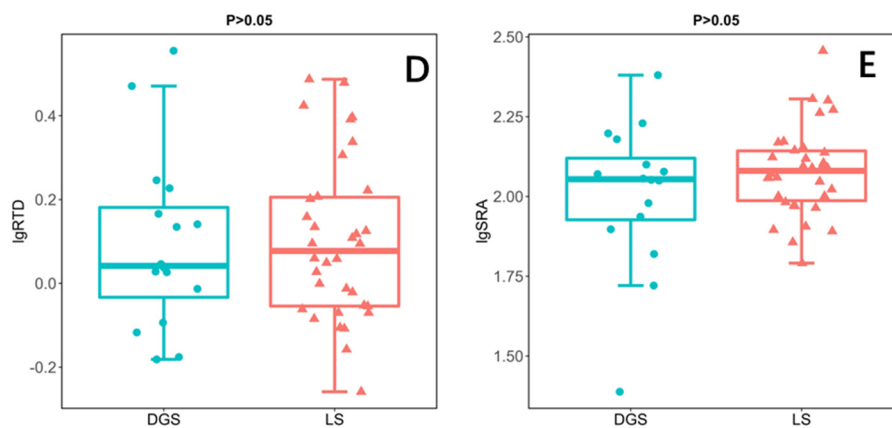 P>0.05
D
lgRTD
0.4
0.2
0.0
-0.2
DGS
LS
P>0.05
E
lgSRA
2.50
2.25
2.00
1.75
1.50
DGS
LS